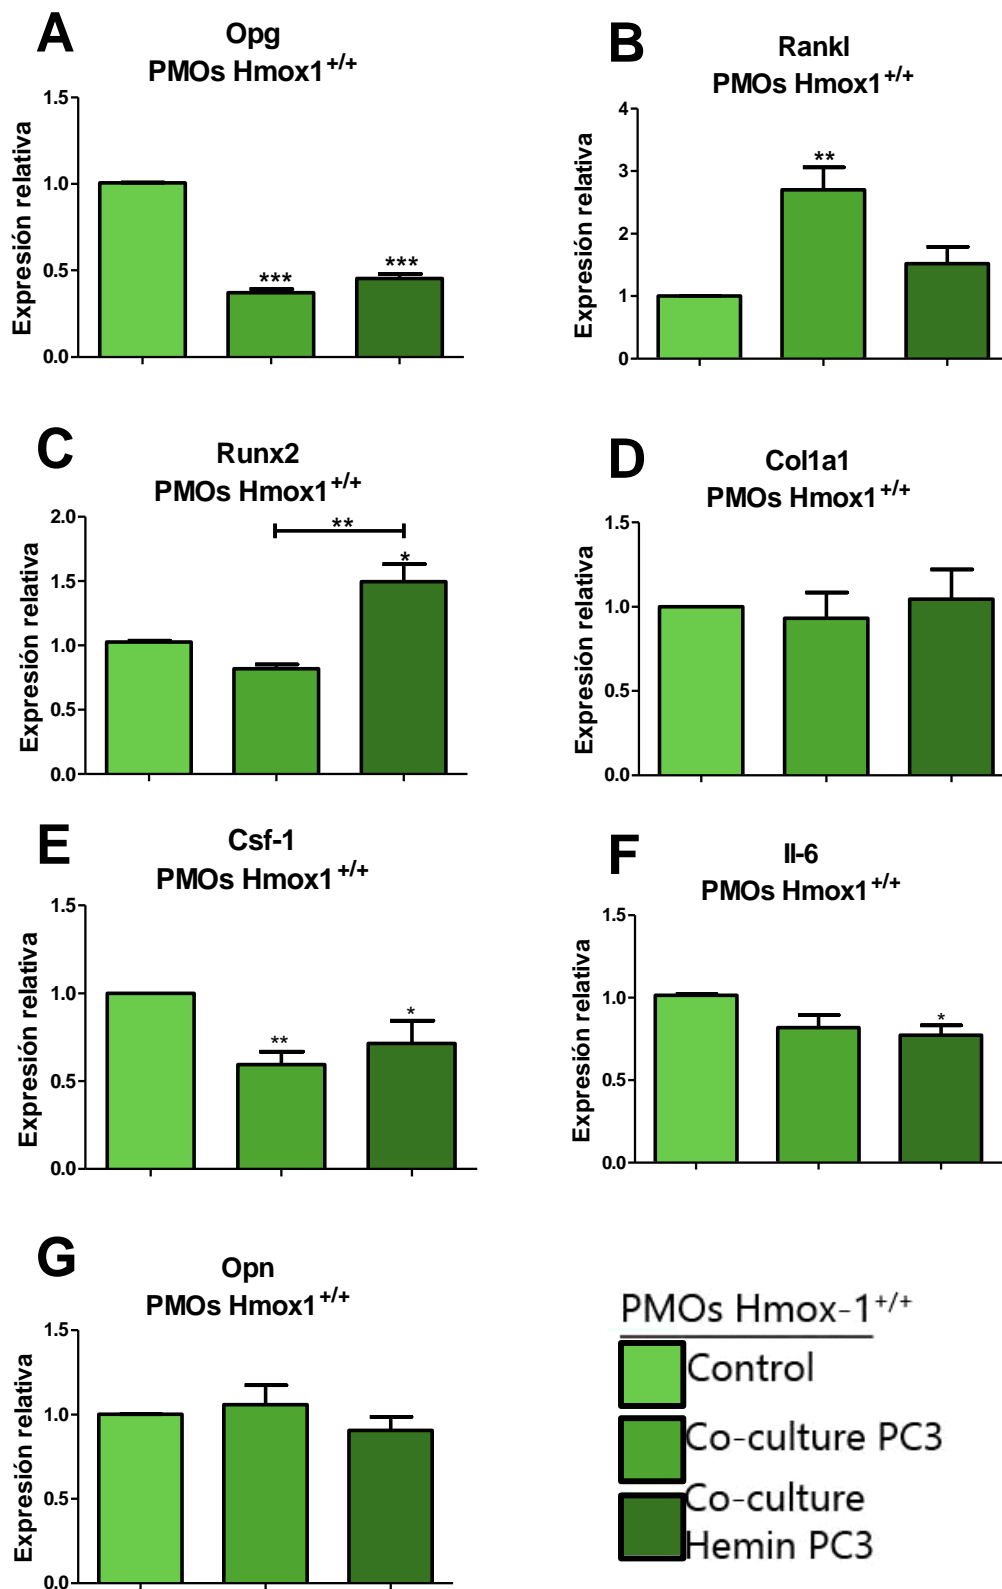 A
Opg
PMOs Hmox1+/+
Expresión relativa
1.5
1.0
0.5
0.0
***
***
B
Rankl
PMOs Hmox1+/+
Expresión relativa
4
3
2
1
0
**
C
Runx2
PMOs Hmox1+/+
Expresión relativa
2.0
1.5
1.0
0.5
0.0
**
*
D
Col1a1
PMOs Hmox1+/+
Expresión relativa
1.5
1.0
0.5
0.0
E
Csf-1
PMOs Hmox1+/+
Expresión relativa
1.5
1.0
0.5
0.0
**
*
F
Il-6
PMOs Hmox1+/+
Expresión relativa
1.5
1.0
0.5
0.0
*
G
Opn
PMOs Hmox1+/+
Expresión relativa
1.5
1.0
0.5
0.0
PMOs Hmox-1+/+
Control
Co-culture PC3
Co-culture
Hemin PC3